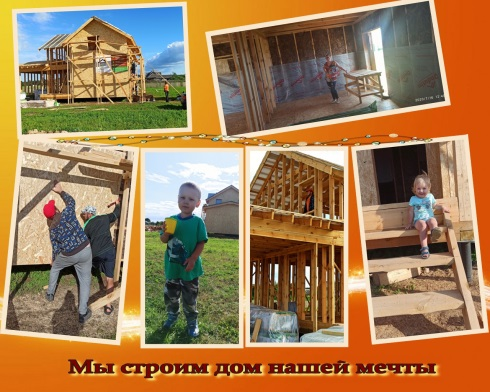 Мы строим дом нашей мечты